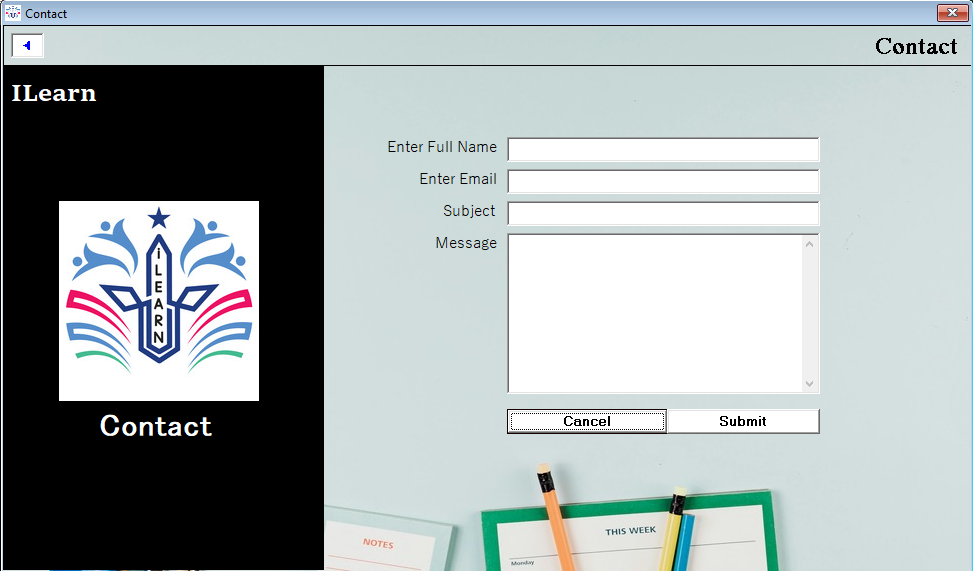 Contact
Contact
ILearn
iLEARN
Contact
Enter Full Name
Enter Email
Subject
Message
Cancel
Submit
NOTES
THIS WEEK
Monday